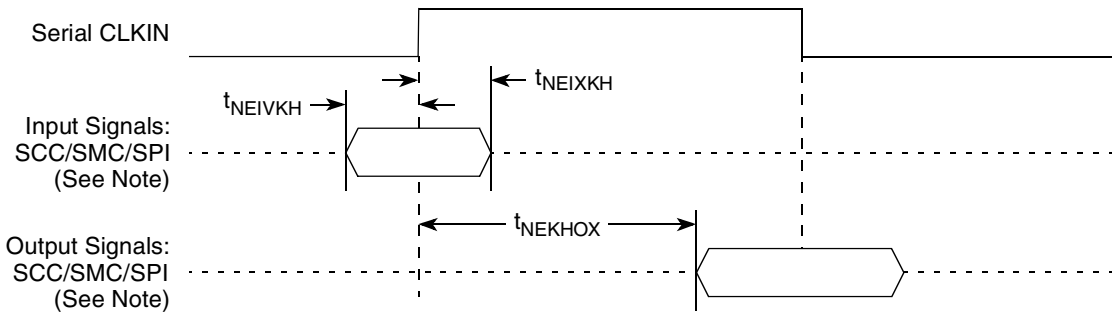 Serial CLKIN
tNEIXKH
tNEIVKH
Input Signals:
SCC/SMC/SPI
(See Note)
tNEKHOX
Output Signals:
SCC/SMC/SPI
(See Note)